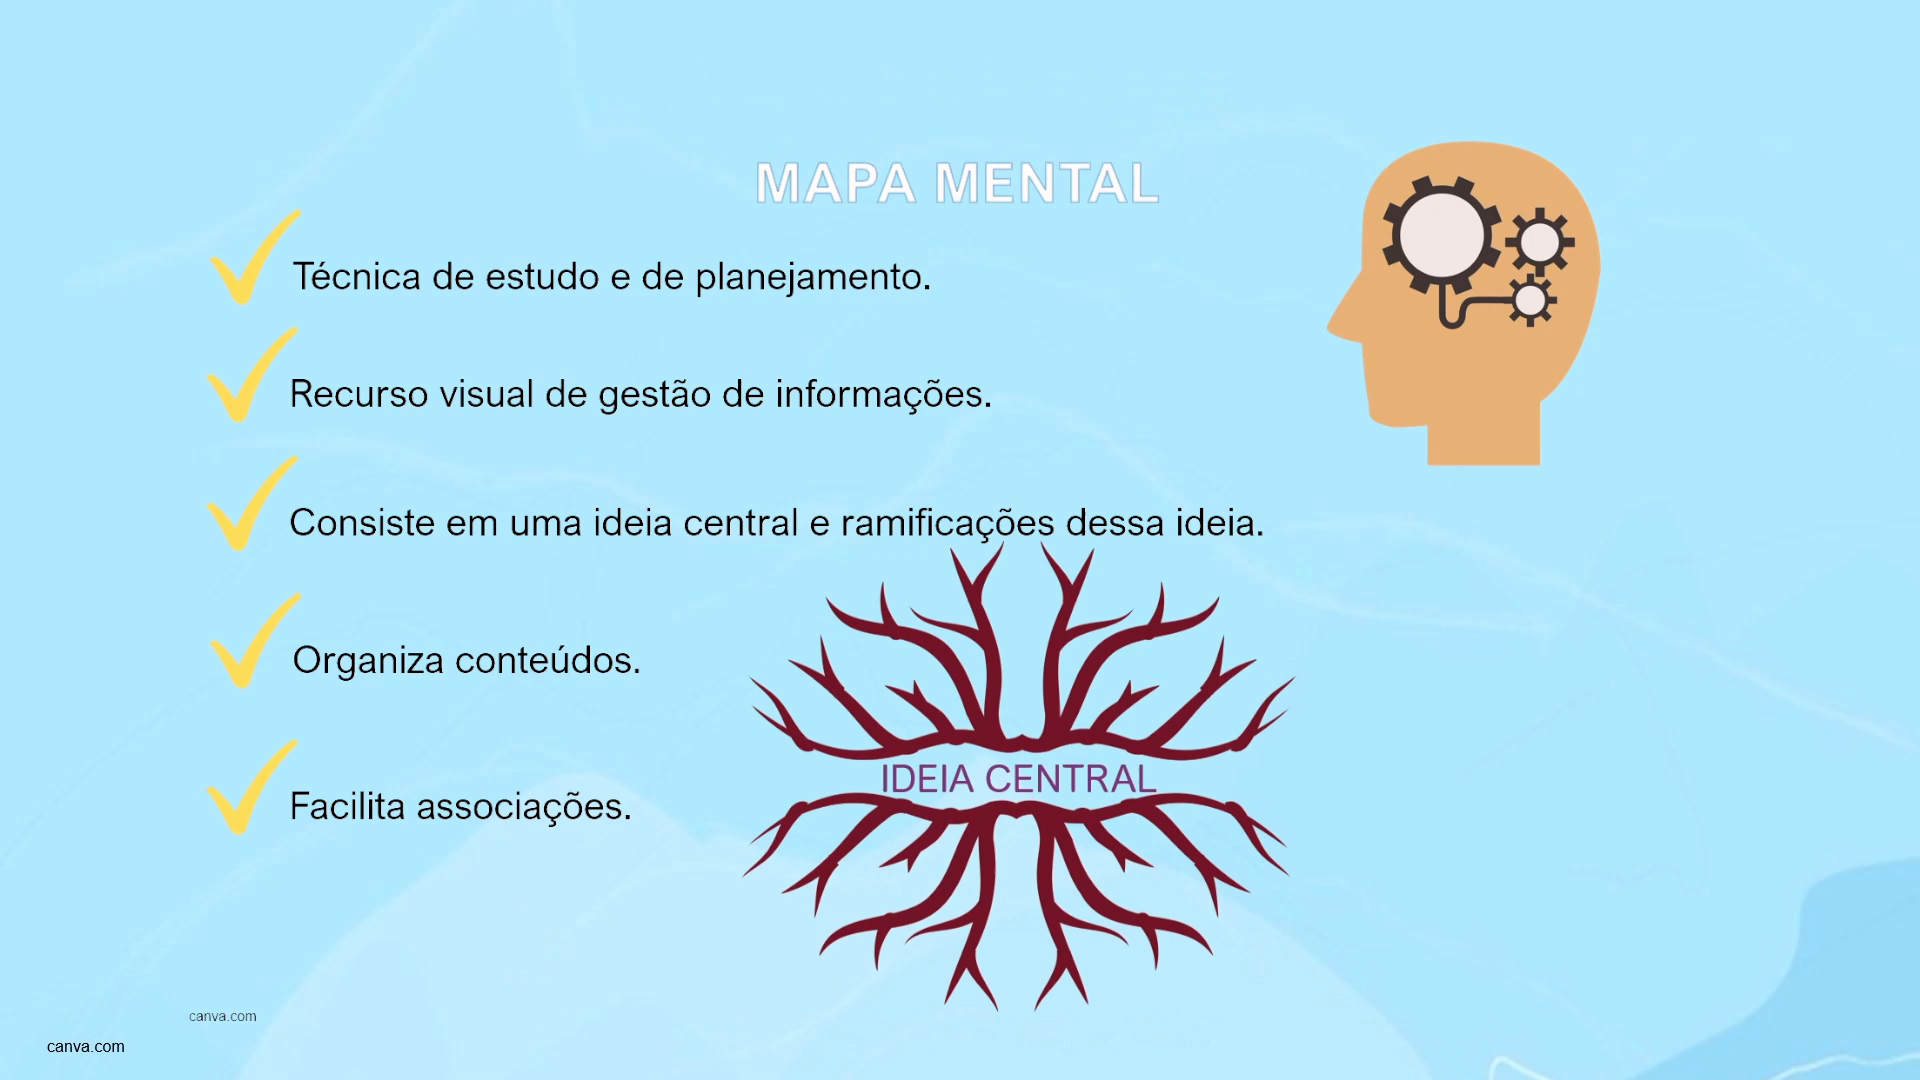 MAPA MENTAL
Técnica de estudo e de planejamento.
Recurso visual de gestão de informações.
Consiste em uma ideia central e ramificações dessa ideia.
Organiza conteúdos.
IDEIA CENTRAL
Facilita associações.
canva.com
canva.com